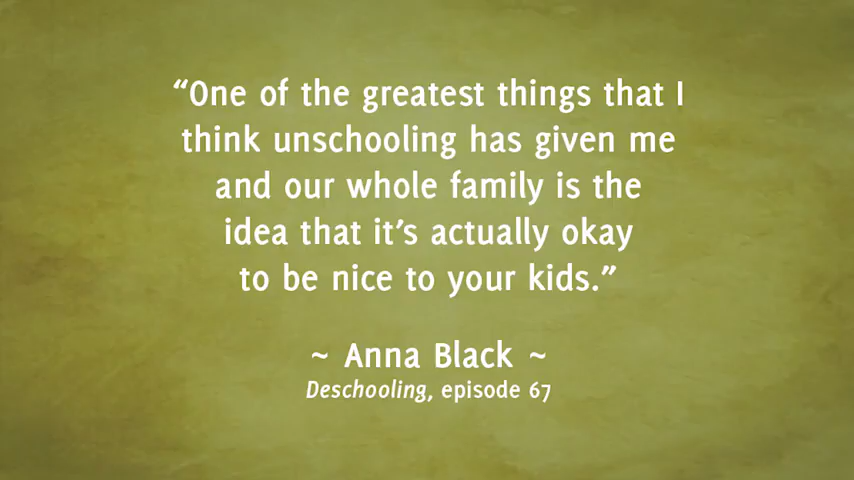 “One of the greatest things that I
think unschooling has given me
and our whole family is the
idea that it’s actually okay
to be nice to your kids.”
~ Anna Black ~
Deschooling, episode 67